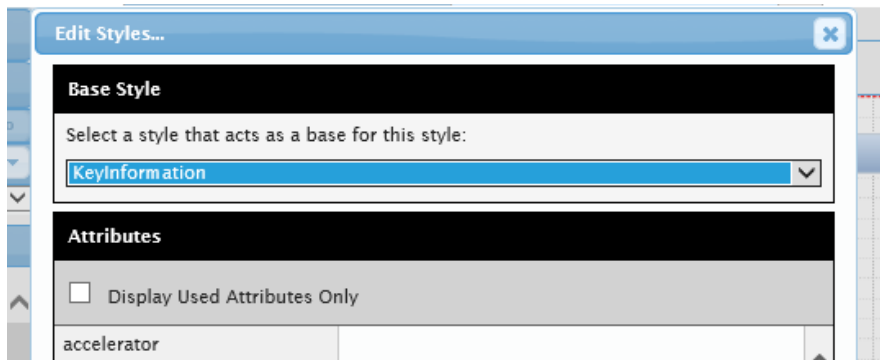 Edit Styles...
Base Style
Select a style that acts as a base for this style:
KeyInformation
Attributes
Display Used Attributes Only
accelerator